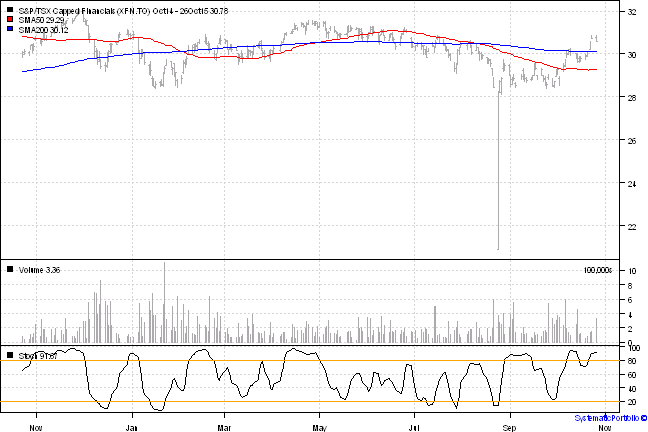 S&P/TSX Capped Financials (XFN.TO) Oct14 - 26Oct15 30.78
SMA50 29.29
SMA200 30.12
32
30
28
26
24
22
Volume 3.36
100,000s
10
8
6
4
2
0
100
80
60
40
20
Nov
Jan
Mar
May
Jul
Sep
Nov
SystematicPortfolio ©